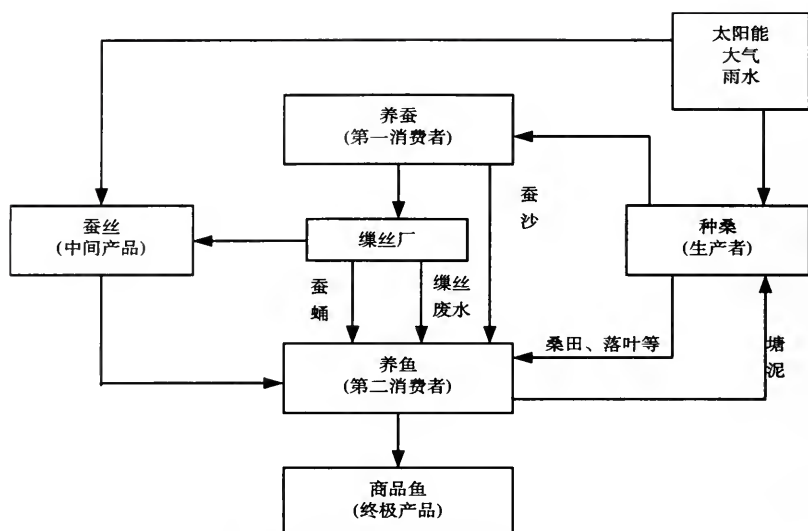 太阳能
大气
雨水
养蚕
(第一消费者)
蚕沙
蚕丝
(中间产品)
缫丝厂
种桑
(生产者)
蚕蛹
缫丝
废水
桑田、落叶等
塘泥
养鱼
(第二消费者)
商品鱼
(终极产品)